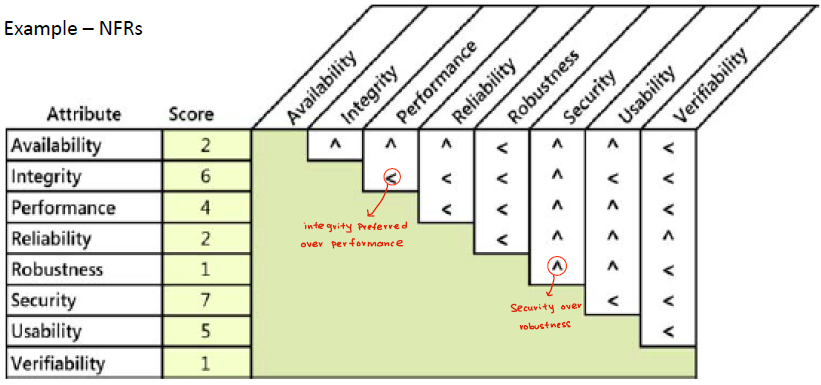 Example – NFRs
Availability
Integrity
Performance
Reliability
Robustness
Security
Usability
Verifiability
Attribute Score
Availability 2 ^ ^ ^ < ^ ^ <
Integrity 6 < < < ^ < <
Performance 4 < < ^ ^ <
Reliability 2 < ^ ^ ^
Robustness 1 ^ ^ <
Security 7 < <
Usability 5 <
Verifiability 1
integrity preferred
over performance
Security over
robustness